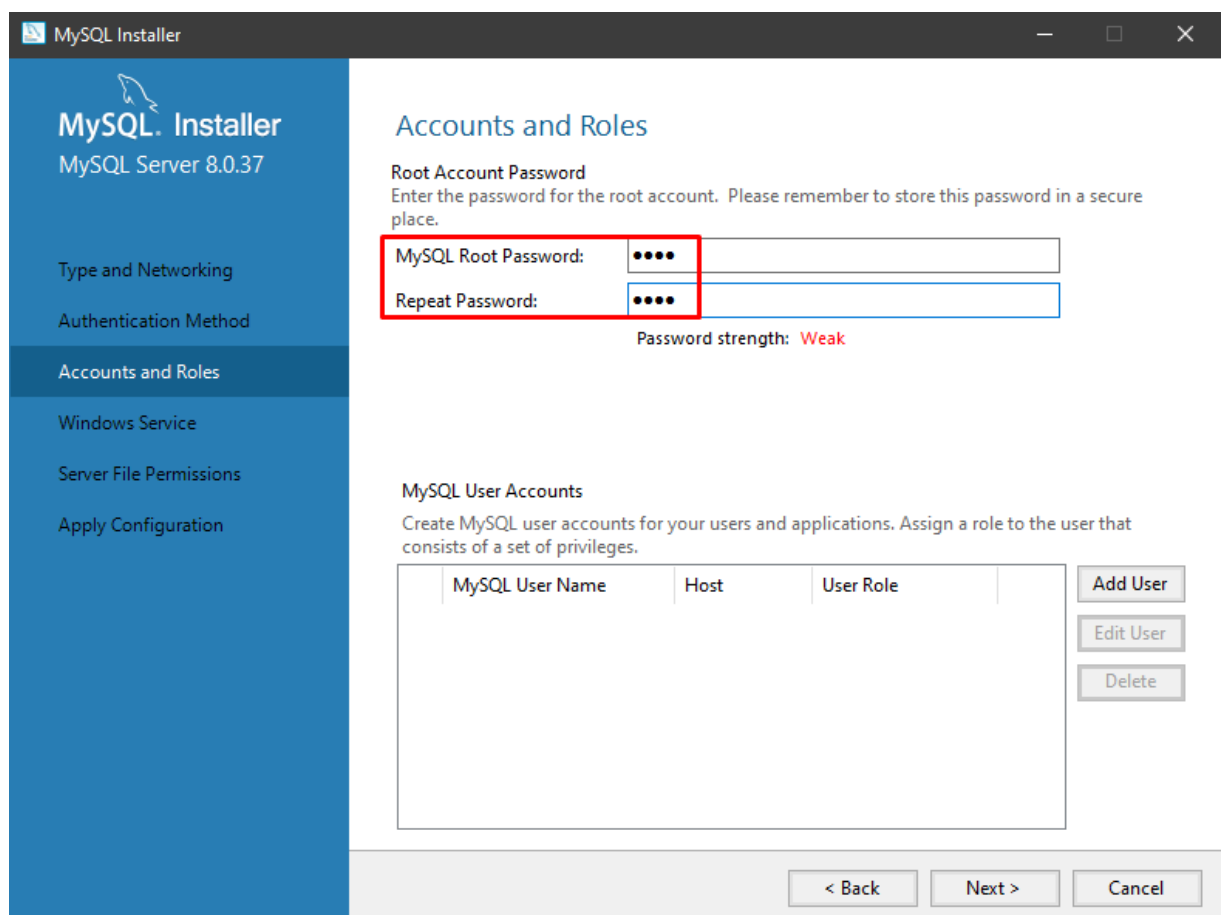 MySQL Installer
MySQL. Installer
MySQL Server 8.0.37
Type and Networking
Authentication Method
Accounts and Roles
Windows Service
Server File Permissions
Apply Configuration
Accounts and Roles
Root Account Password
Enter the password for the root account.  Please remember to store this password in a secure
place.
MySQL Root Password: ••••
Repeat Password: ••••
Password strength: Weak
MySQL User Accounts
Create MySQL user accounts for your users and applications. Assign a role to the user that
consists of a set of privileges.
MySQL User Name Host User Role
Add User
Edit User
Delete
< Back Next > Cancel